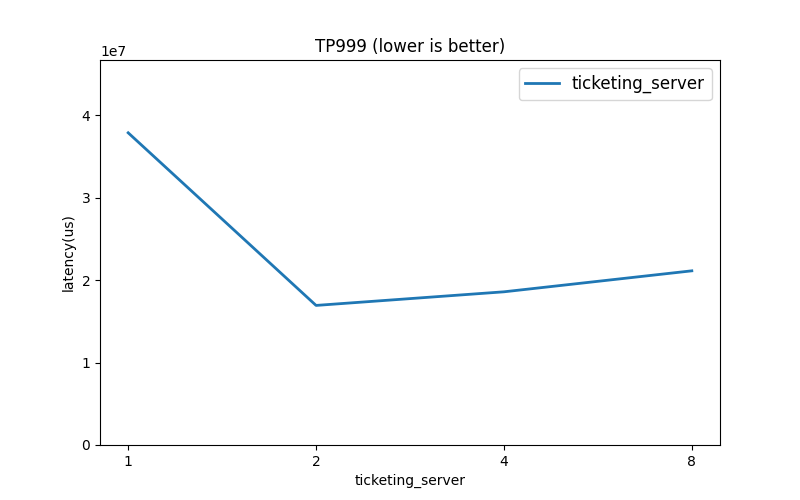 TP999 (lower is better)
1e7
ticketing_server
4
3
2
1
0
latency(us)
1
2
4
8
ticketing_server